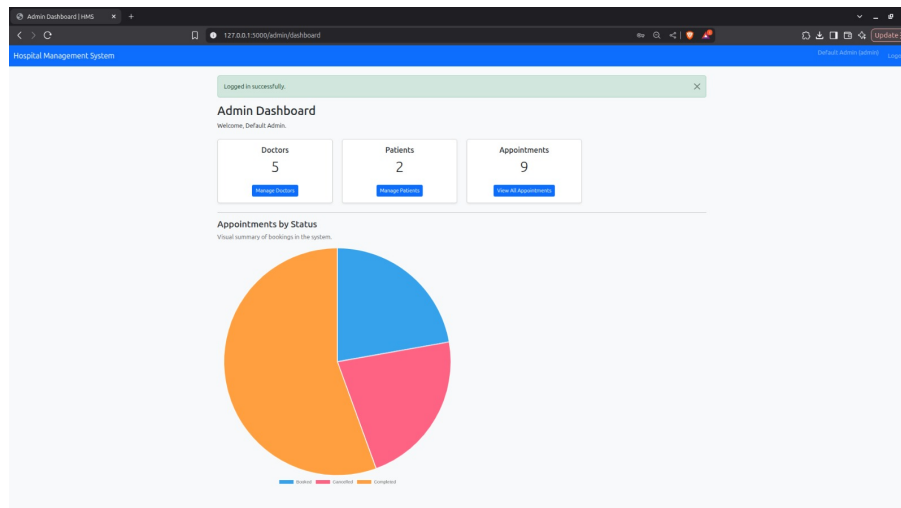 Admin Dashboard | HMS
127.0.0.1:5000/admin/dashboard
Update
Hospital Management System
Default Admin (admin)
Logged in successfully.
Admin Dashboard
Welcome, Default Admin.
Doctors Patients Appointments
5 2 9
Manage Doctors Manage Patients View All Appointments
Appointments by Status
Visual summary of bookings in the system.
Booked Cancelled Completed